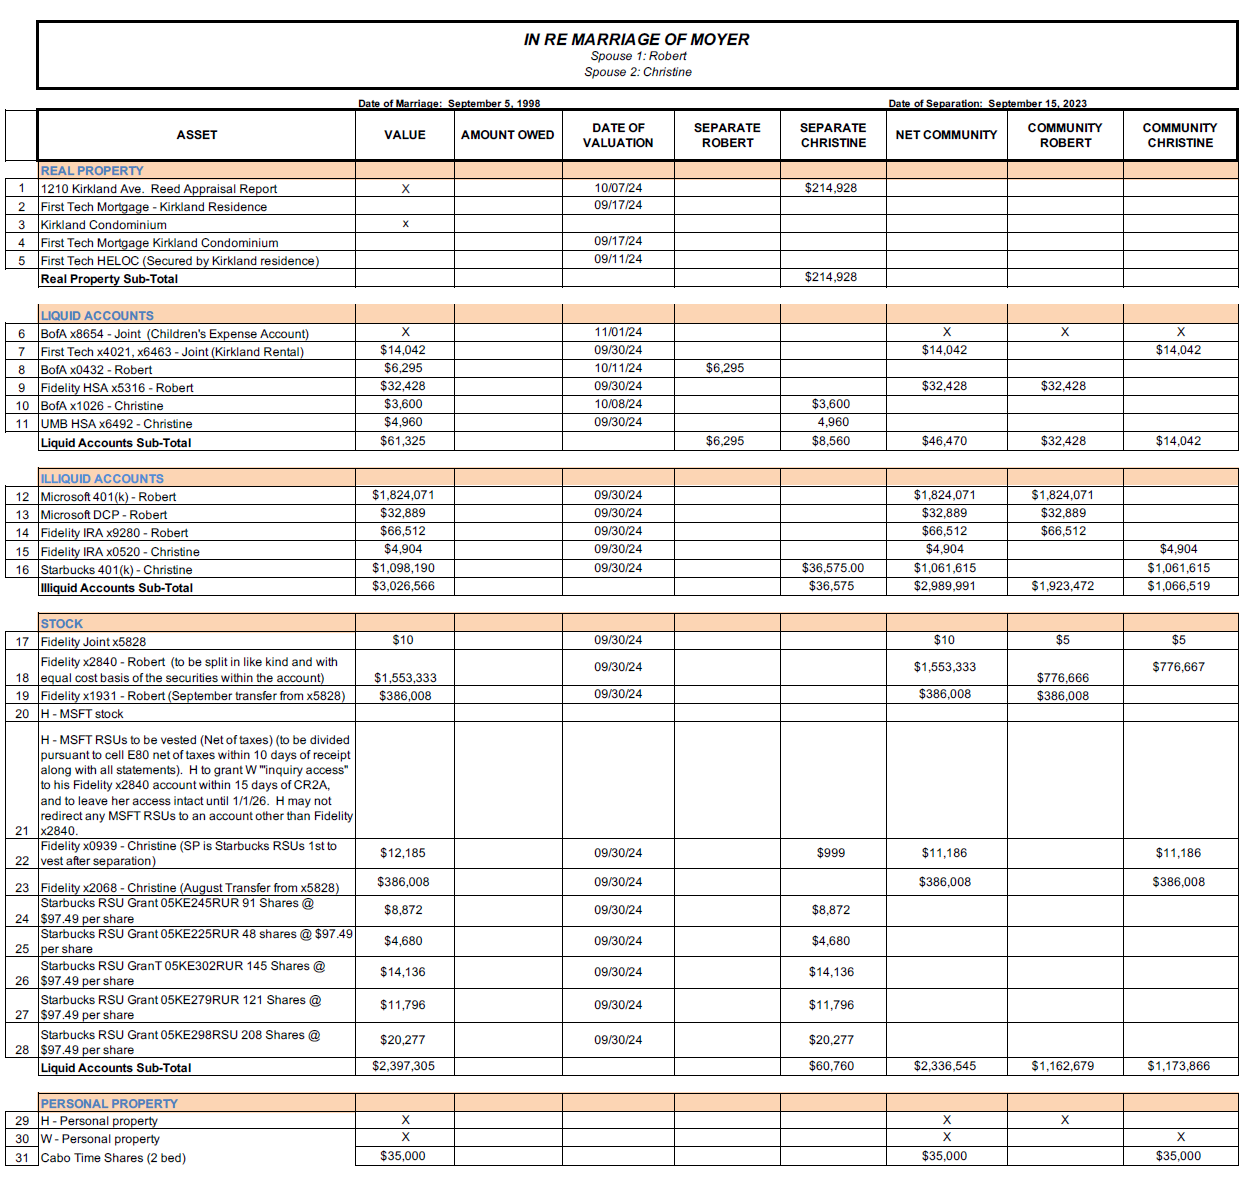 IN RE MARRIAGE OF MOYER
Spouse 1: Robert
Spouse 2: Christine
Date of Marriage: September 5, 1998 Date of Separation: September 15, 2023
ASSET VALUE AMOUNT OWED DATE OF VALUATION SEPARATE ROBERT SEPARATE CHRISTINE NET COMMUNITY COMMUNITY ROBERT COMMUNITY CHRISTINE
REAL PROPERTY
1 1210 Kirkland Ave. Reed Appraisal Report X 10/07/24 $214,928
2 First Tech Mortgage - Kirkland Residence 09/17/24
3 Kirkland Condominium x
4 First Tech Mortgage Kirkland Condominium 09/17/24
5 First Tech HELOC (Secured by Kirkland residence) 09/11/24
Real Property Sub-Total $214,928
LIQUID ACCOUNTS
6 BofA x8654 - Joint (Children's Expense Account) X 11/01/24 X X X
7 First Tech x4021, x6463 - Joint (Kirkland Rental) $14,042 09/30/24 $14,042 $14,042
8 BofA x0432 - Robert $6,295 10/11/24 $6,295
9 Fidelity HSA x5316 - Robert $32,428 09/30/24 $32,428 $32,428
10 BofA x1026 - Christine $3,600 10/08/24 $3,600
11 UMB HSA x6492 - Christine $4,960 09/30/24 4,960
Liquid Accounts Sub-Total $61,325 $6,295 $8,560 $46,470 $32,428 $14,042
ILLIQUID ACCOUNTS
12 Microsoft 401(k) - Robert $1,824,071 09/30/24 $1,824,071 $1,824,071
13 Microsoft DCP - Robert $32,889 09/30/24 $32,889 $32,889
14 Fidelity IRA x9280 - Robert $66,512 09/30/24 $66,512 $66,512
15 Fidelity IRA x0520 - Christine $4,904 09/30/24 $4,904 $4,904
16 Starbucks 401(k) - Christine $1,098,190 09/30/24 $36,575.00 $1,061,615 $1,061,615
Illiquid Accounts Sub-Total $3,026,566 $36,575 $2,989,991 $1,923,472 $1,066,519
STOCK
17 Fidelity Joint x5828 $10 09/30/24 $10 $5 $5
Fidelity x2840 - Robert (to be split in like kind and with
18 equal cost basis of the securities within the account) $1,553,333 09/30/24 $1,553,333 $776,666 $776,667
19 Fidelity x1931 - Robert (September transfer from x5828) $386,008 09/30/24 $386,008 $386,008
20 H - MSFT stock
H - MSFT RSUs to be vested (Net of taxes) (to be divided
pursuant to cell E80 net of taxes within 10 days of receipt
along with all statements). H to grant W "'inquiry access"
to his Fidelity x2840 account within 15 days of CR2A,
and to leave her access intact until 1/1/26. H may not
redirect any MSFT RSUs to an account other than Fidelity
21 x2840.
Fidelity x0939 - Christine (SP is Starbucks RSUs 1st to
22 vest after separation) $12,185 09/30/24 $999 $11,186 $11,186
23 Fidelity x2068 - Christine (August Transfer from x5828) $386,008 09/30/24 $386,008 $386,008
Starbucks RSU Grant 05KE245RUR 91 Shares @
24 $97.49 per share $8,872 09/30/24 $8,872
Starbucks RSU Grant 05KE225RUR 48 shares @ $97.49
25 per share $4,680 09/30/24 $4,680
Starbucks RSU GranT 05KE302RUR 145 Shares @
26 $97.49 per share $14,136 09/30/24 $14,136
Starbucks RSU Grant 05KE279RUR 121 Shares @
27 $97.49 per share $11,796 09/30/24 $11,796
Starbucks RSU Grant 05KE298RSU 208 Shares @
28 $97.49 per share $20,277 09/30/24 $20,277
Liquid Accounts Sub-Total $2,397,305 $60,760 $2,336,545 $1,162,679 $1,173,866
PERSONAL PROPERTY
29 H - Personal property X X X
30 W - Personal property X X X
31 Cabo Time Shares (2 bed) $35,000 $35,000 $35,000